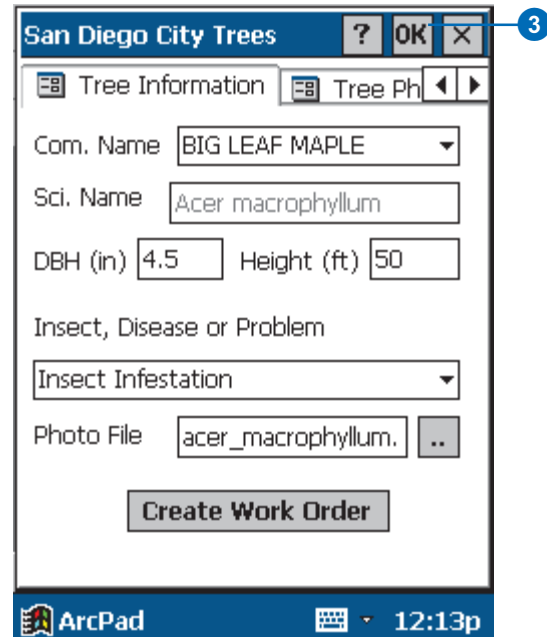 San Diego City Trees ? OK ×
3
Tree Information Tree Ph
Com. Name BIG LEAF MAPLE
Sci. Name Acer macrophyllum
DBH (in) 4.5 Height (ft) 50
Insect, Disease or Problem
Insect Infestation
Photo File acer_macrophyllum. ..
Create Work Order
ArcPad 12:13p